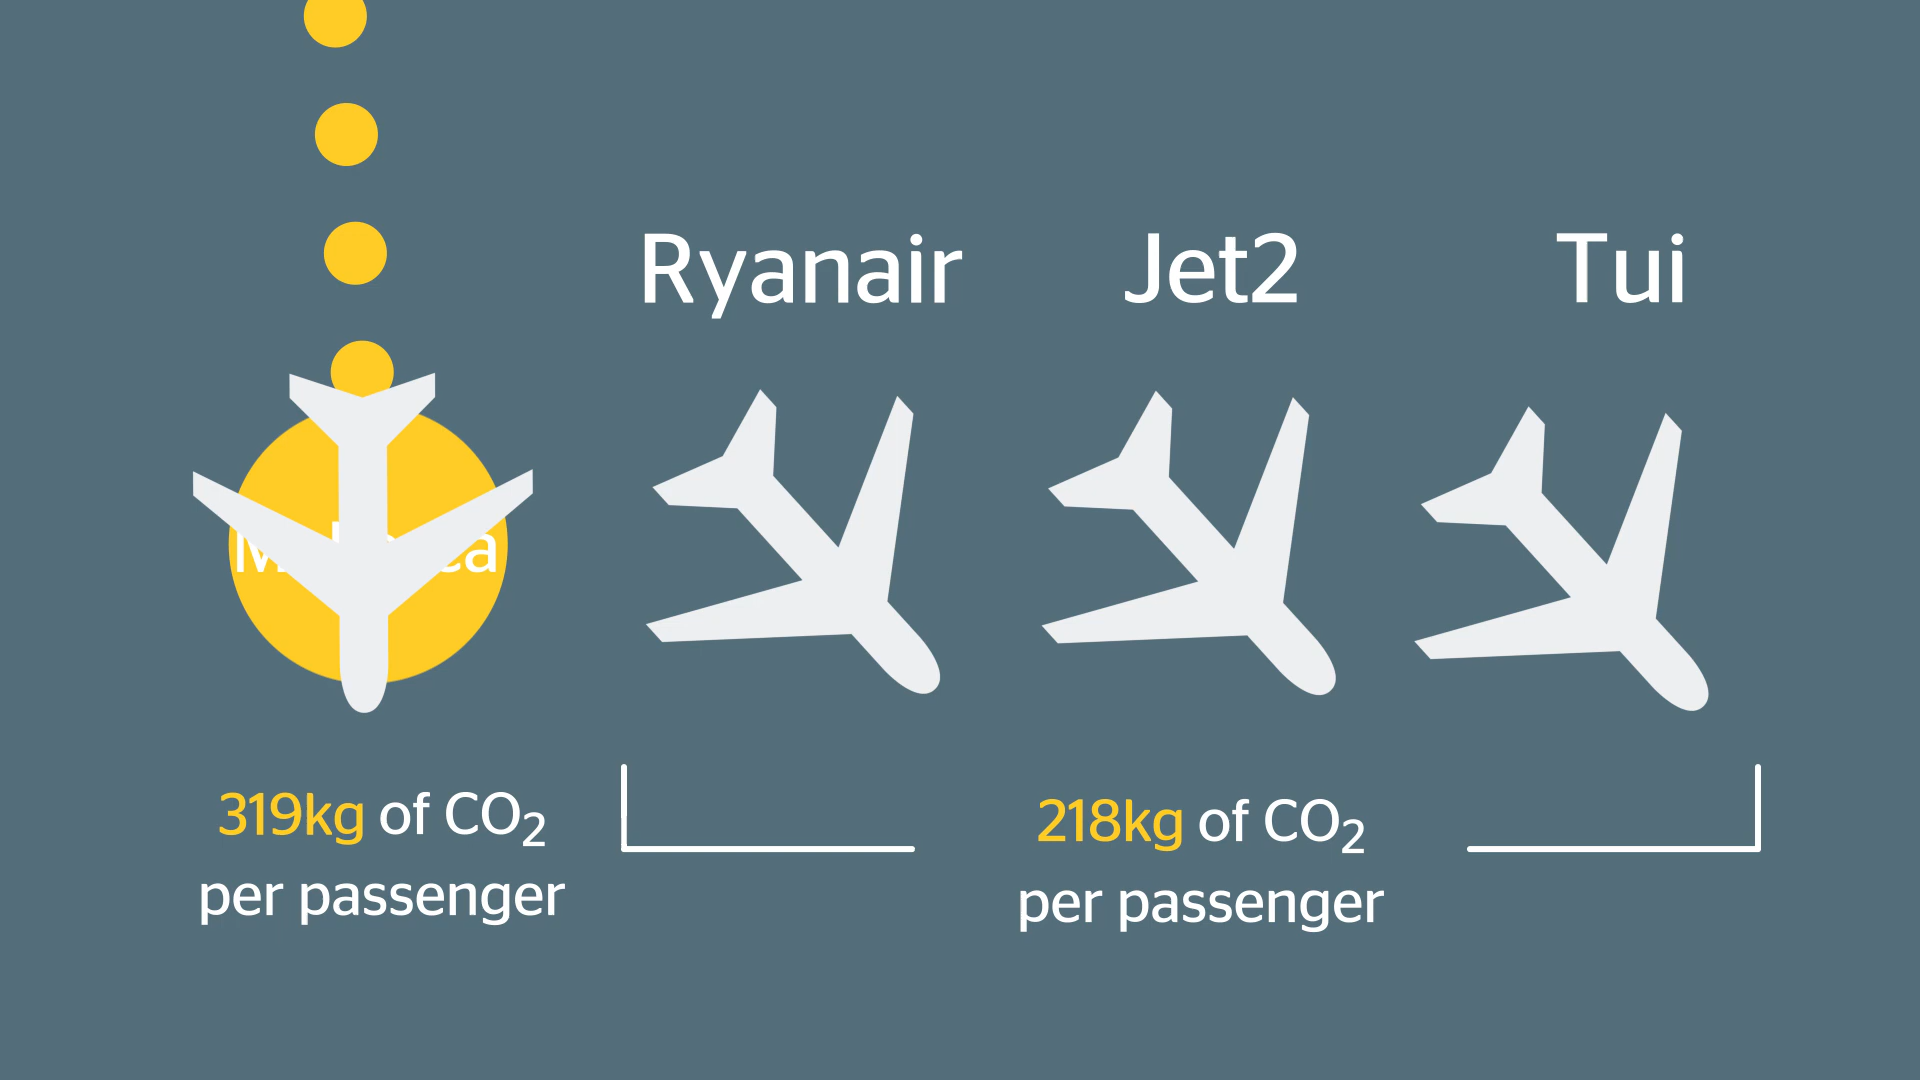 Ryanair Jet2 Tui
319kg of CO₂
per passenger
218kg of CO₂
per passenger